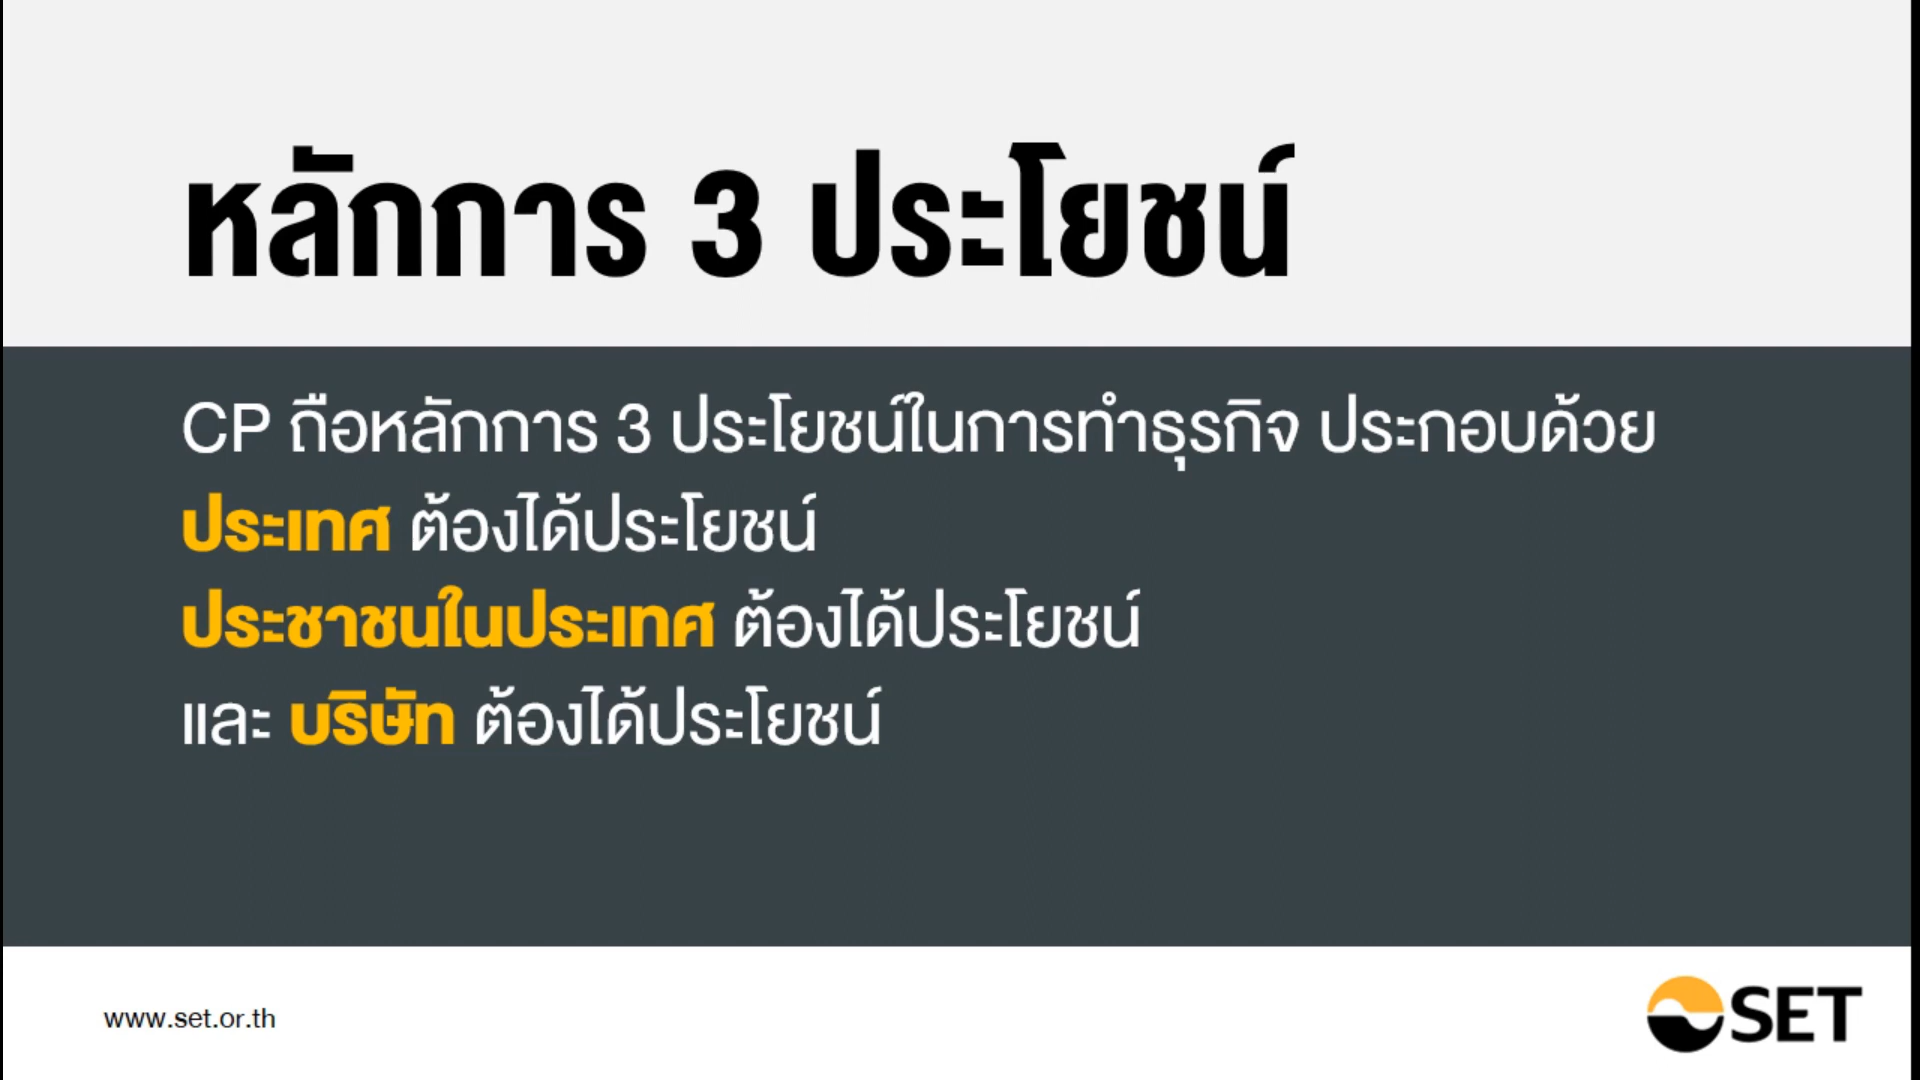 หลักการ 3 ประโยชน์
CP ถือหลักการ 3 ประโยชน์ในการทำธุรกิจ ประกอบด้วย
ประเทศ ต้องได้ประโยชน์
ประชาชนในประเทศ ต้องได้ประโยชน์
และ บริษัท ต้องได้ประโยชน์
www.set.or.th
SET